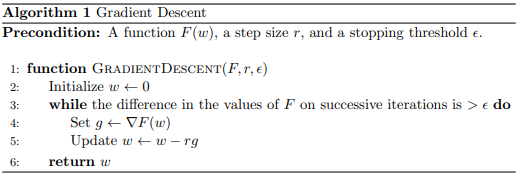 Algorithm 1 Gradient Descent
Precondition: A function F(w), a step size r, and a stopping threshold ϵ.
1: function GRADIENTDESCENT(F, r, ϵ)
2: Initialize w ← 0
3: while the difference in the values of F on successive iterations is > ϵ do
4: Set g ← ∇F(w)
5: Update w ← w − rg
6: return w